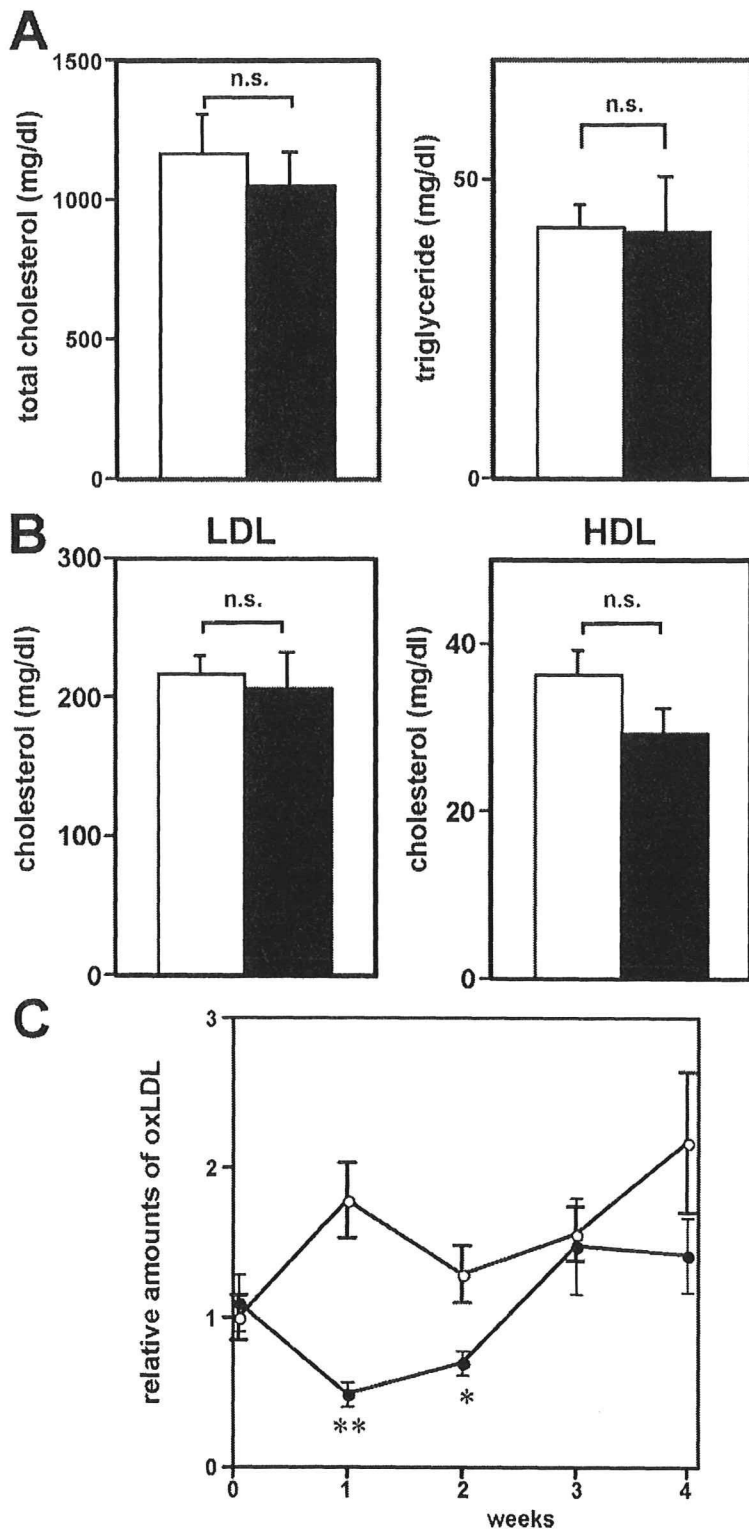 A
total cholesterol (mg/dl)
1500
1000
500
0
n.s.
triglyceride (mg/dl)
50
0
n.s.
B
LDL
cholesterol (mg/dl)
300
200
100
0
n.s.
HDL
cholesterol (mg/dl)
40
20
0
n.s.
C
relative amounts of oxLDL
3
2
1
0
**
*
0 1 2 3 4
weeks